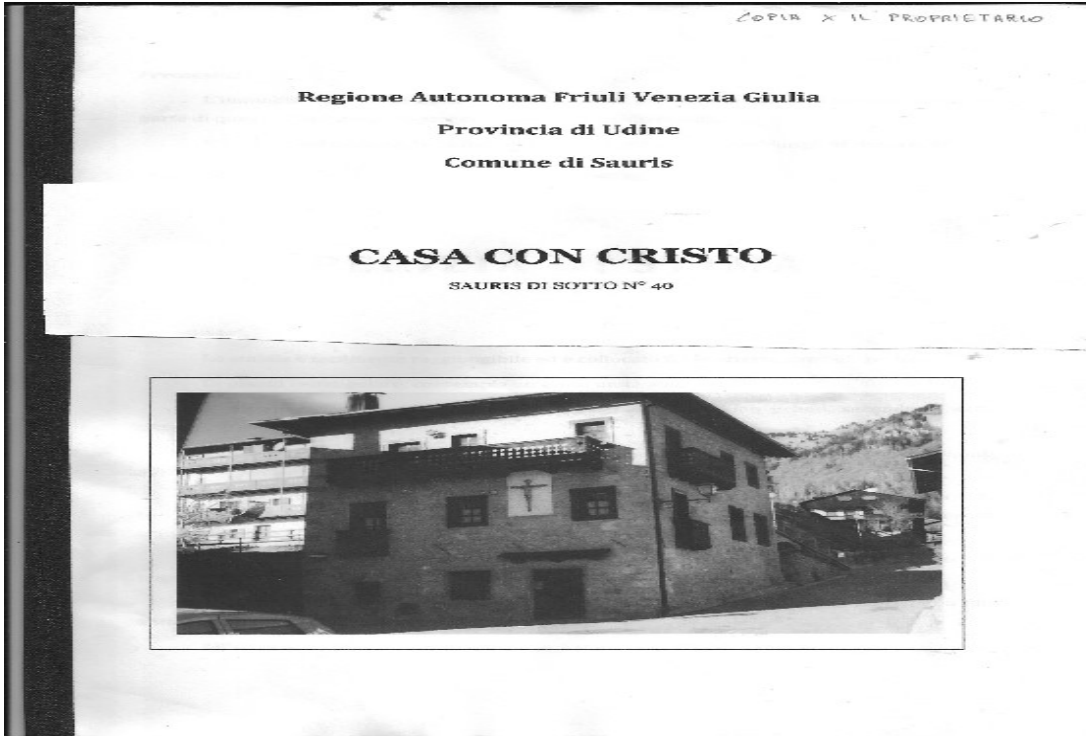 COPIA X IL PROPRIETARIO
Regione Autonoma Friuli Venezia Giulia
Provincia di Udine
Comune di Sauris
CASA CON CRISTO
SAURIS DI SOTTO N° 40